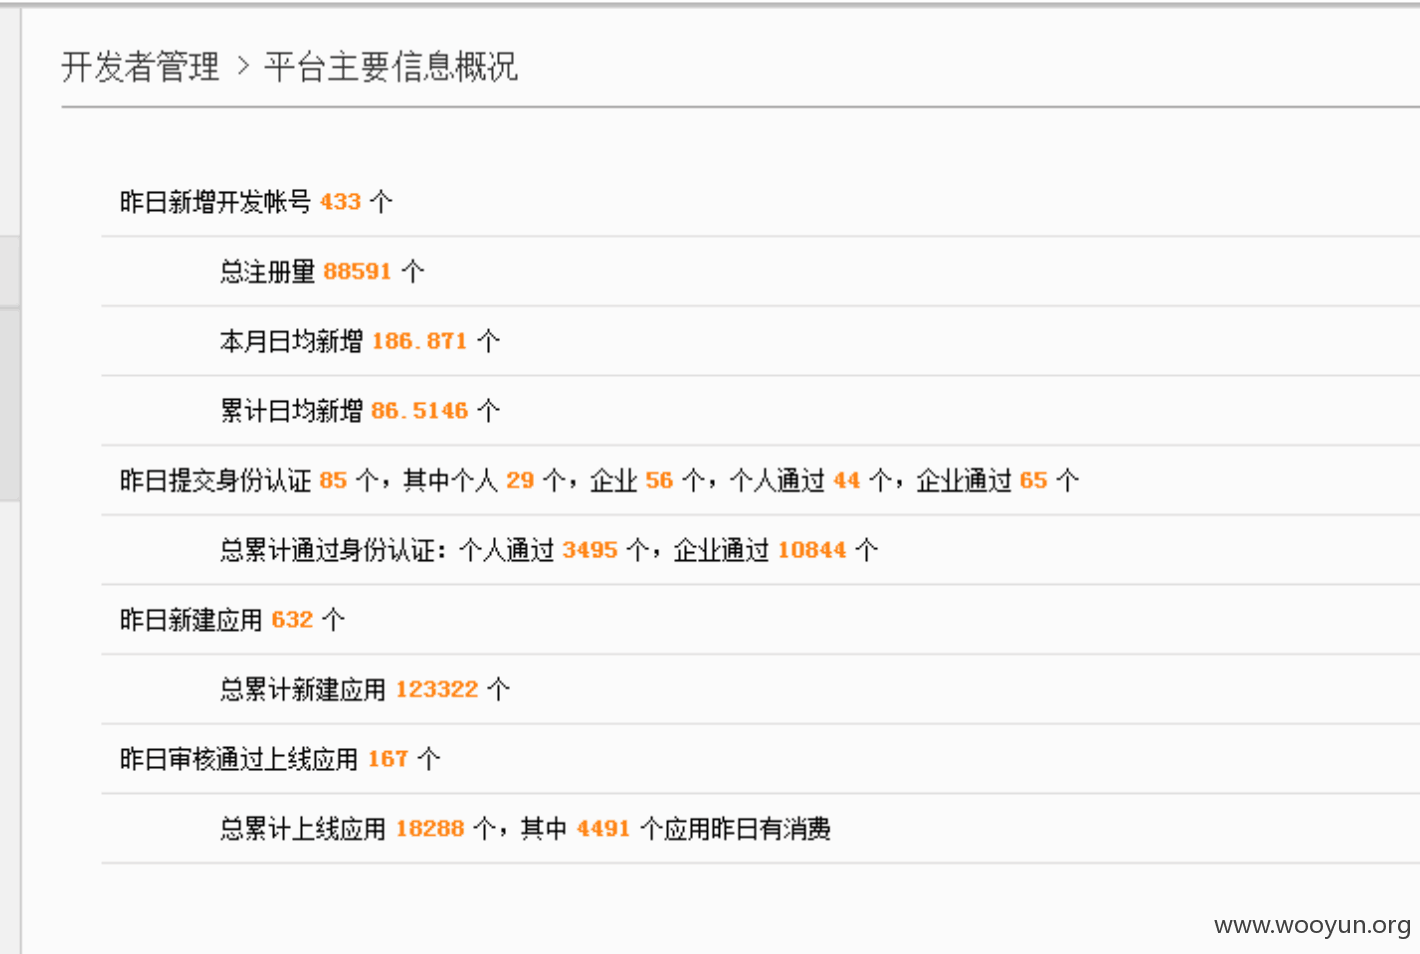 开发者管理 > 平台主要信息概况
昨日新增开发帐号 433 个
总注册量 88591 个
本月日均新增 186.871 个
累计日均新增 86.5146 个
昨日提交身份认证 85 个，其中个人 29 个，企业 56 个，个人通过 44 个，企业通过 65 个
总累计通过身份认证：个人通过 3495 个，企业通过 10844 个
昨日新建应用 632 个
总累计新建应用 123322 个
昨日审核通过上线应用 167 个
总累计上线应用 18288 个，其中 4491 个应用昨日有消费
www.wooyun.org